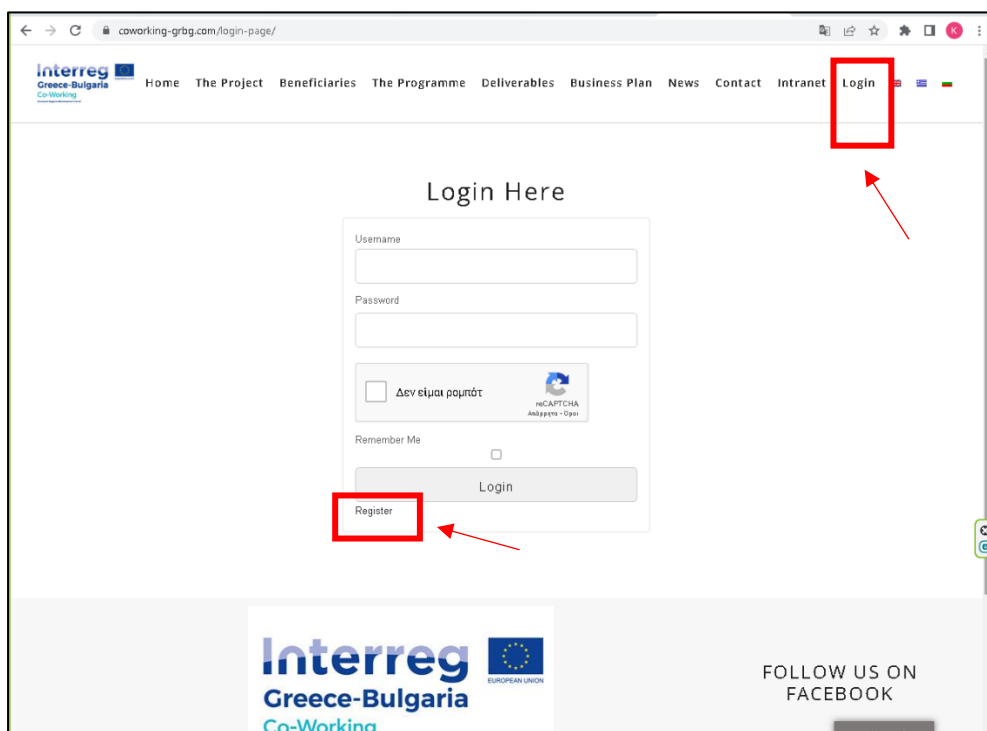 coworking-grbg.com/login-page/
K
Interreg
Greece-Bulgaria
Co-Working
Home The Project Beneficiaries The Programme Deliverables Business Plan News Contact Intranet Login
Login Here
Username
Password
Δεν είμαι ρομπότ
reCAPTCHA
Απόρρητο - Όροι
Remember Me
Login
Register
Interreg
EUROPEAN UNION
Greece-Bulgaria
Co-Working
FOLLOW US ON
FACEBOOK